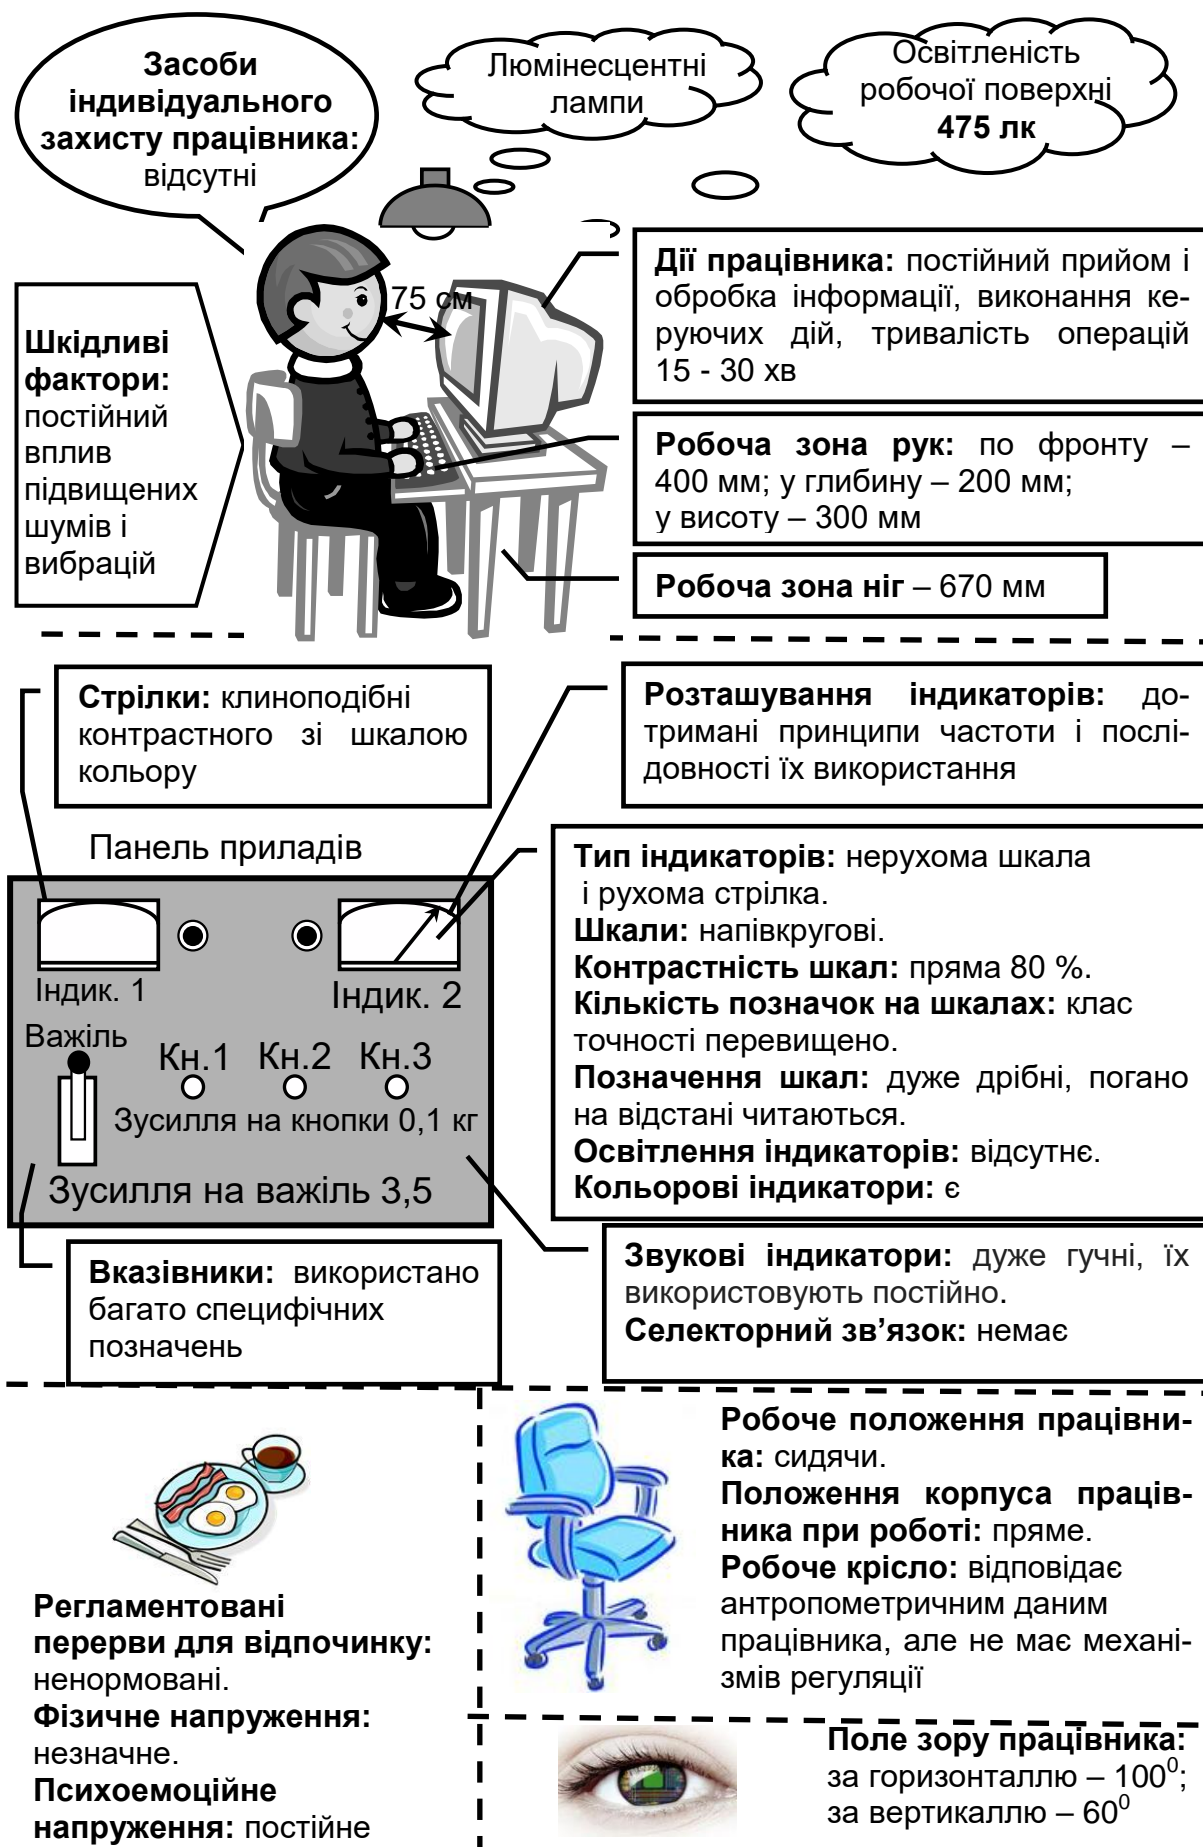 Засоби
індивідуального
захисту працівника:
відсутні
Люмінесцентні
лампи
Освітленість
робочої поверхні
475 лк
75 см
Шкідливі
фактори:
постійний
вплив
підвищених
шумів і
вибрацій
Дії працівника: постійний прийом і
обробка інформації, виконання ке-
руючих дій, тривалість операцій
15 - 30 хв
Робоча зона рук: по фронту –
400 мм; у глибину – 200 мм;
у висоту – 300 мм
Робоча зона ніг – 670 мм
Стрілки: клиноподібні
контрастного зі шкалою
кольору
Розташування індикаторів: до-
тримані принципи частоти і послі-
довності їх використання
Панель приладів
Індик. 1
Індик. 2
Важіль
Кн.1 Кн.2 Кн.3
Зусилля на кнопки 0,1 кг
Зусилля на важіль 3,5
Тип індикаторів: нерухома шкала
і рухома стрілка.
Шкали: напівкругові.
Контрастність шкал: пряма 80 %.
Кількість позначок на шкалах: клас
точності перевищено.
Позначення шкал: дуже дрібні, погано
на відстані читаються.
Освітлення індикаторів: відсутнє.
Кольорові індикатори: є
Вказівники: використано
багато специфічних
позначень
Звукові індикатори: дуже гучні, їх
використовують постійно.
Селекторний зв’язок: немає
Регламентовані
перерви для відпочинку:
ненормовані.
Фізичне напруження:
незначне.
Психоемоційне
напруження: постійне
Робоче положення працівни-
ка: сидячи.
Положення корпуса праців-
ника при роботі: пряме.
Робоче крісло: відповідає
антропометричним даним
працівника, але не має механі-
змів регуляції
Поле зору працівника:
за горизонталлю – 100⁰;
за вертикаллю – 60⁰